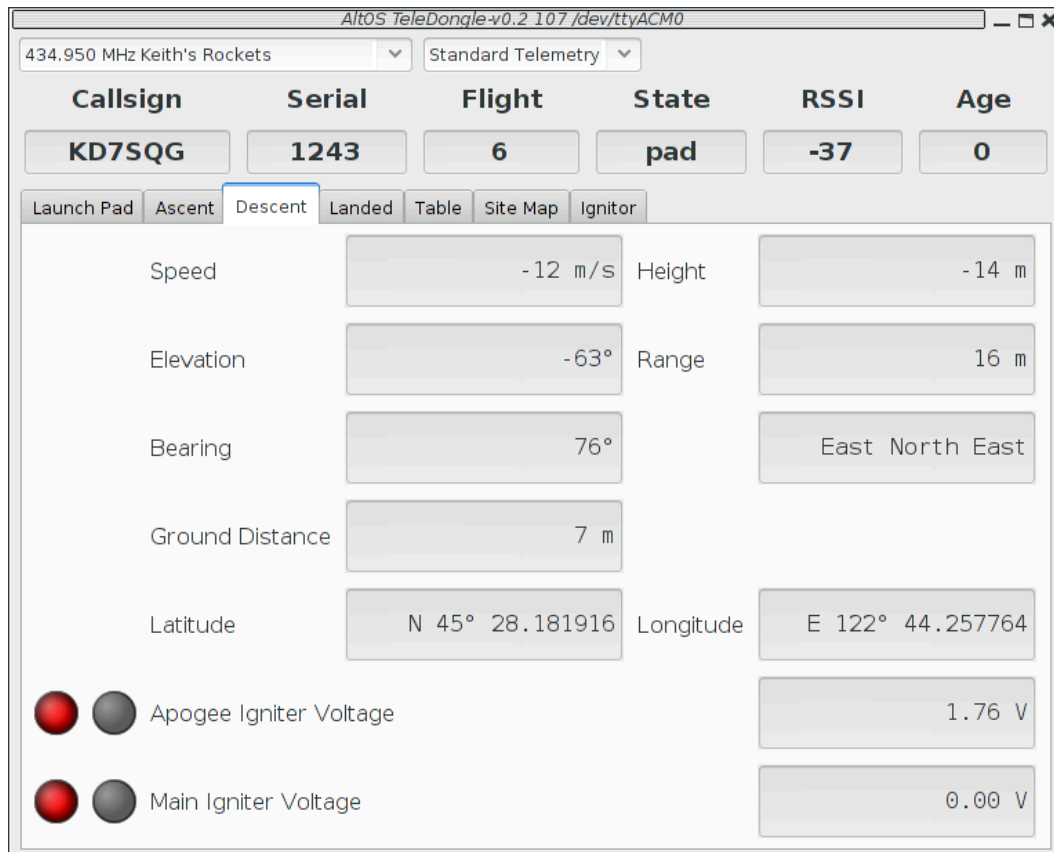 AltOS TeleDongle-v0.2 107 /dev/ttyACM0
434.950 MHz Keith's Rockets Standard Telemetry
Callsign Serial Flight State RSSI Age
KD7SQG 1243 6 pad -37 0
Launch Pad Ascent Descent Landed Table Site Map Ignitor
Speed -12 m/s Height -14 m
Elevation -63° Range 16 m
Bearing 76° East North East
Ground Distance 7 m
Latitude N 45° 28.181916 Longitude E 122° 44.257764
Apogee Igniter Voltage 1.76 V
Main Igniter Voltage 0.00 V